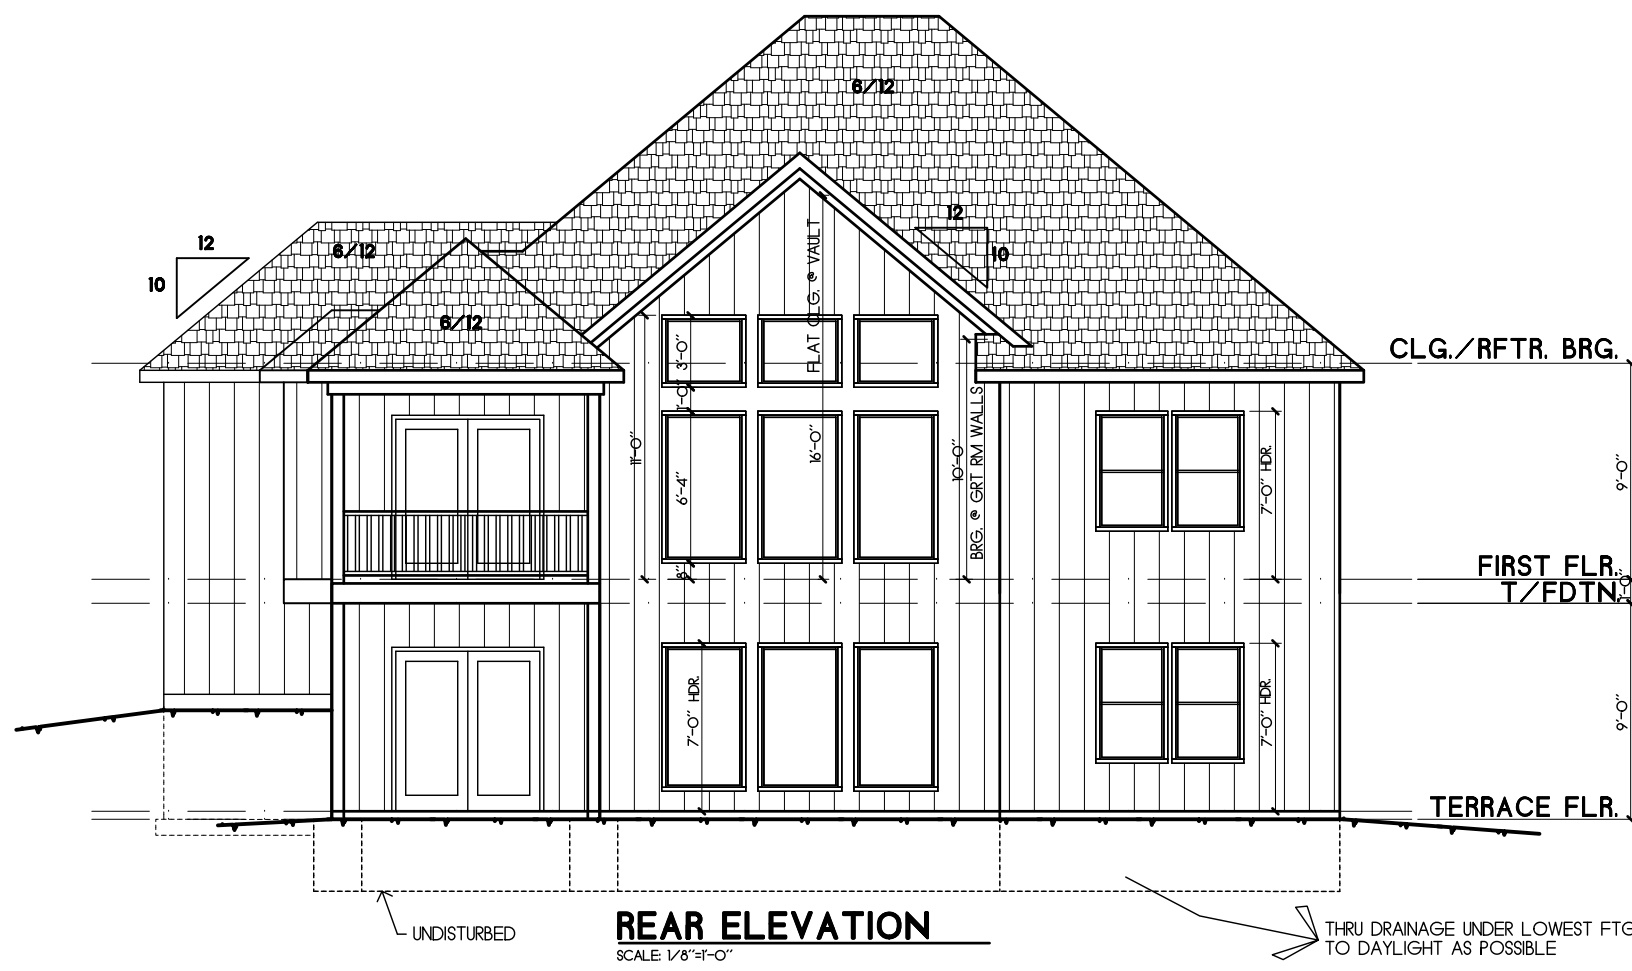 6/12
12
12
10
6/12
10
FLAT CLG. @ VAULT
6/12
CLG./RFTR. BRG.
3'-0"
1'-0"
11'-0"
6'-4"
8"
16'-0"
10'-0"
BRG. @ GRT RM WALLS
7'-0" HDR.
9'-0"
FIRST FLR.
1'-0"
T/FDTN.
7'-0" HDR.
7'-0" HDR.
9'-0"
TERRACE FLR.
UNDISTURBED
REAR ELEVATION
SCALE: 1/8"=1'-0"
THRU DRAINAGE UNDER LOWEST FTG
TO DAYLIGHT AS POSSIBLE